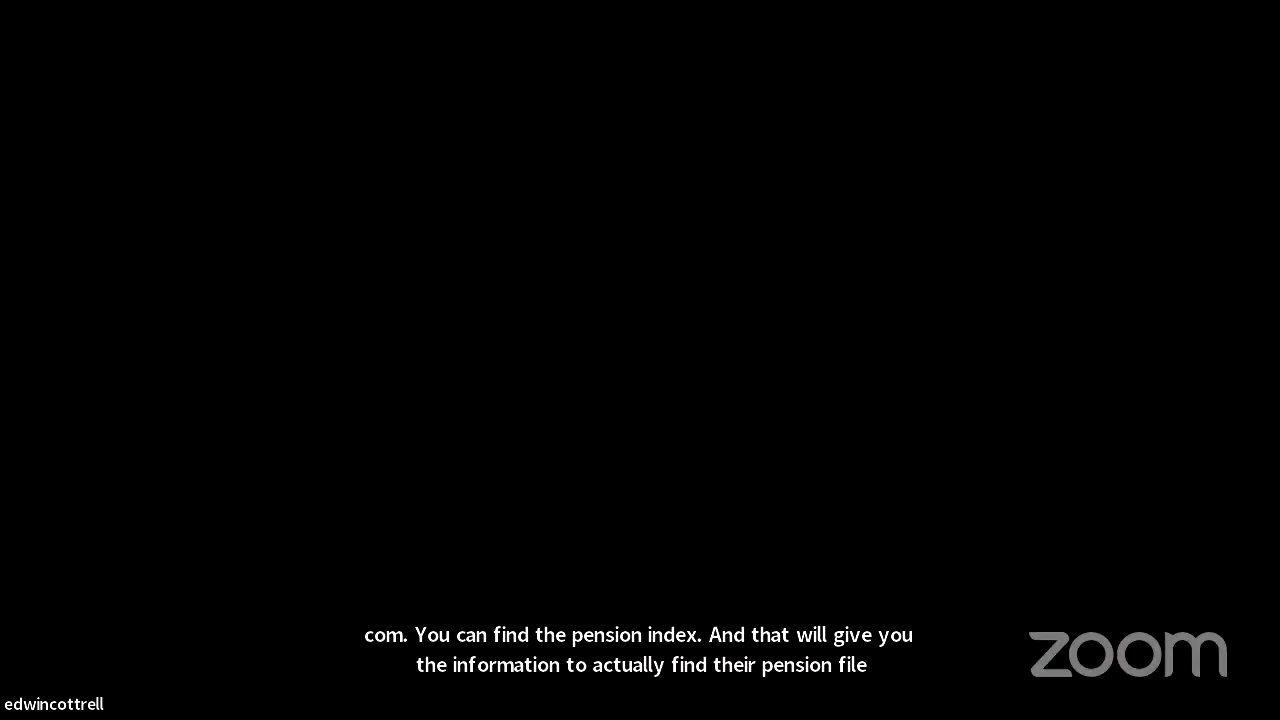 com. You can find the pension index. And that will give you
the information to actually find their pension file
zoom
edwincottrell